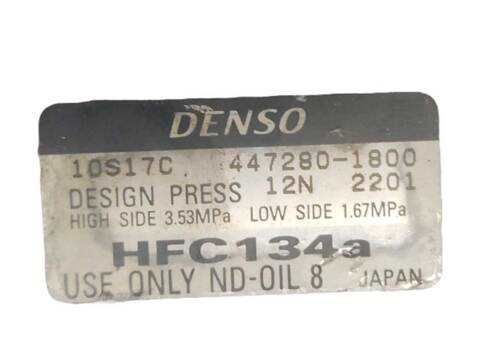 DENSO
10S17C 447280-1800
DESIGN PRESS 12N 2201
HIGH SIDE 3.53MPa LOW SIDE 1.67MPa
HFC134a
USE ONLY ND-OIL 8 JAPAN